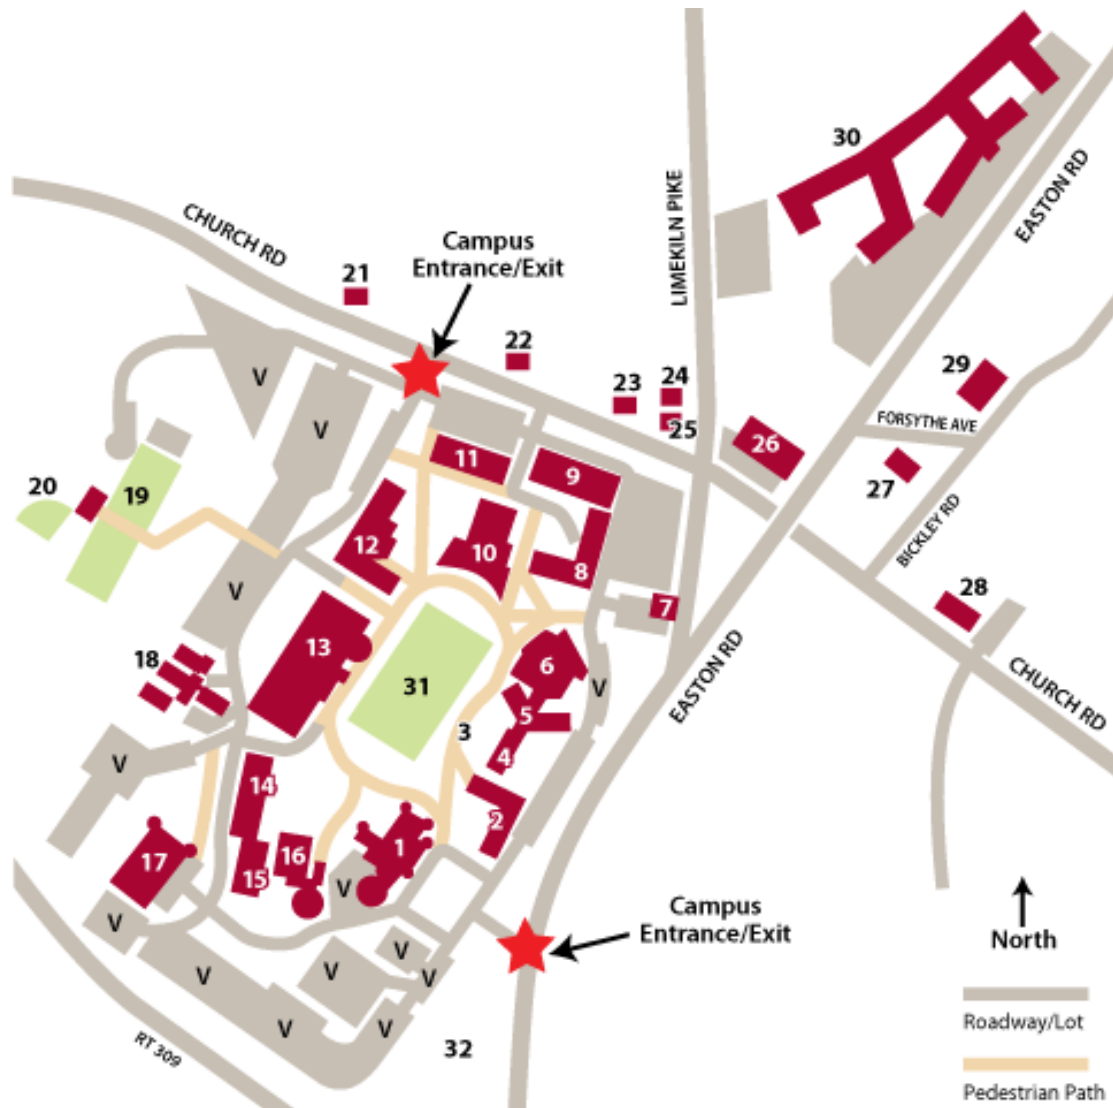 30
EASTON RD
LIMEKILN PIKE
CHURCH RD
Campus
Entrance/Exit
21
22
29
V
24
23
25
FORSYTHE AVE
V
26
11
9
27
20
19
BICKLEY RD
12
10
8
V
28
7
18
13
6
EASTON RD
CHURCH RD
31
V
5
3
4
V
14
2
1
17
16
15
V
Campus
Entrance/Exit
V
V
North
V
V
V
Roadway/Lot
V
V
32
RT 309
Pedestrian Path